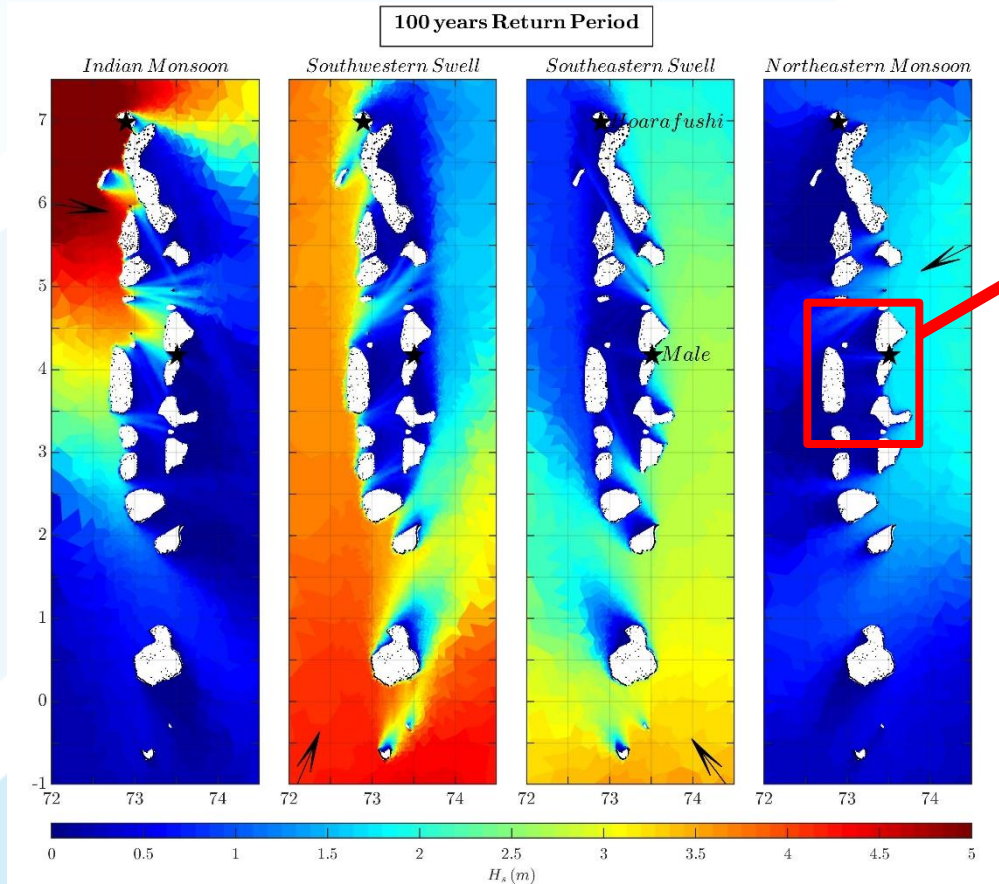 100 years Return Period
Indian Monsoon
Southwestern Swell
Southeastern Swell
Northeastern Monsoon
7
6
5
4
3
2
1
0
-1
Hoarafushi
Male
72 73 74
72 73 74
72 73 74
72 73 74
0 0.5 1 1.5 2 2.5 3 3.5 4 4.5 5
H_s (m)